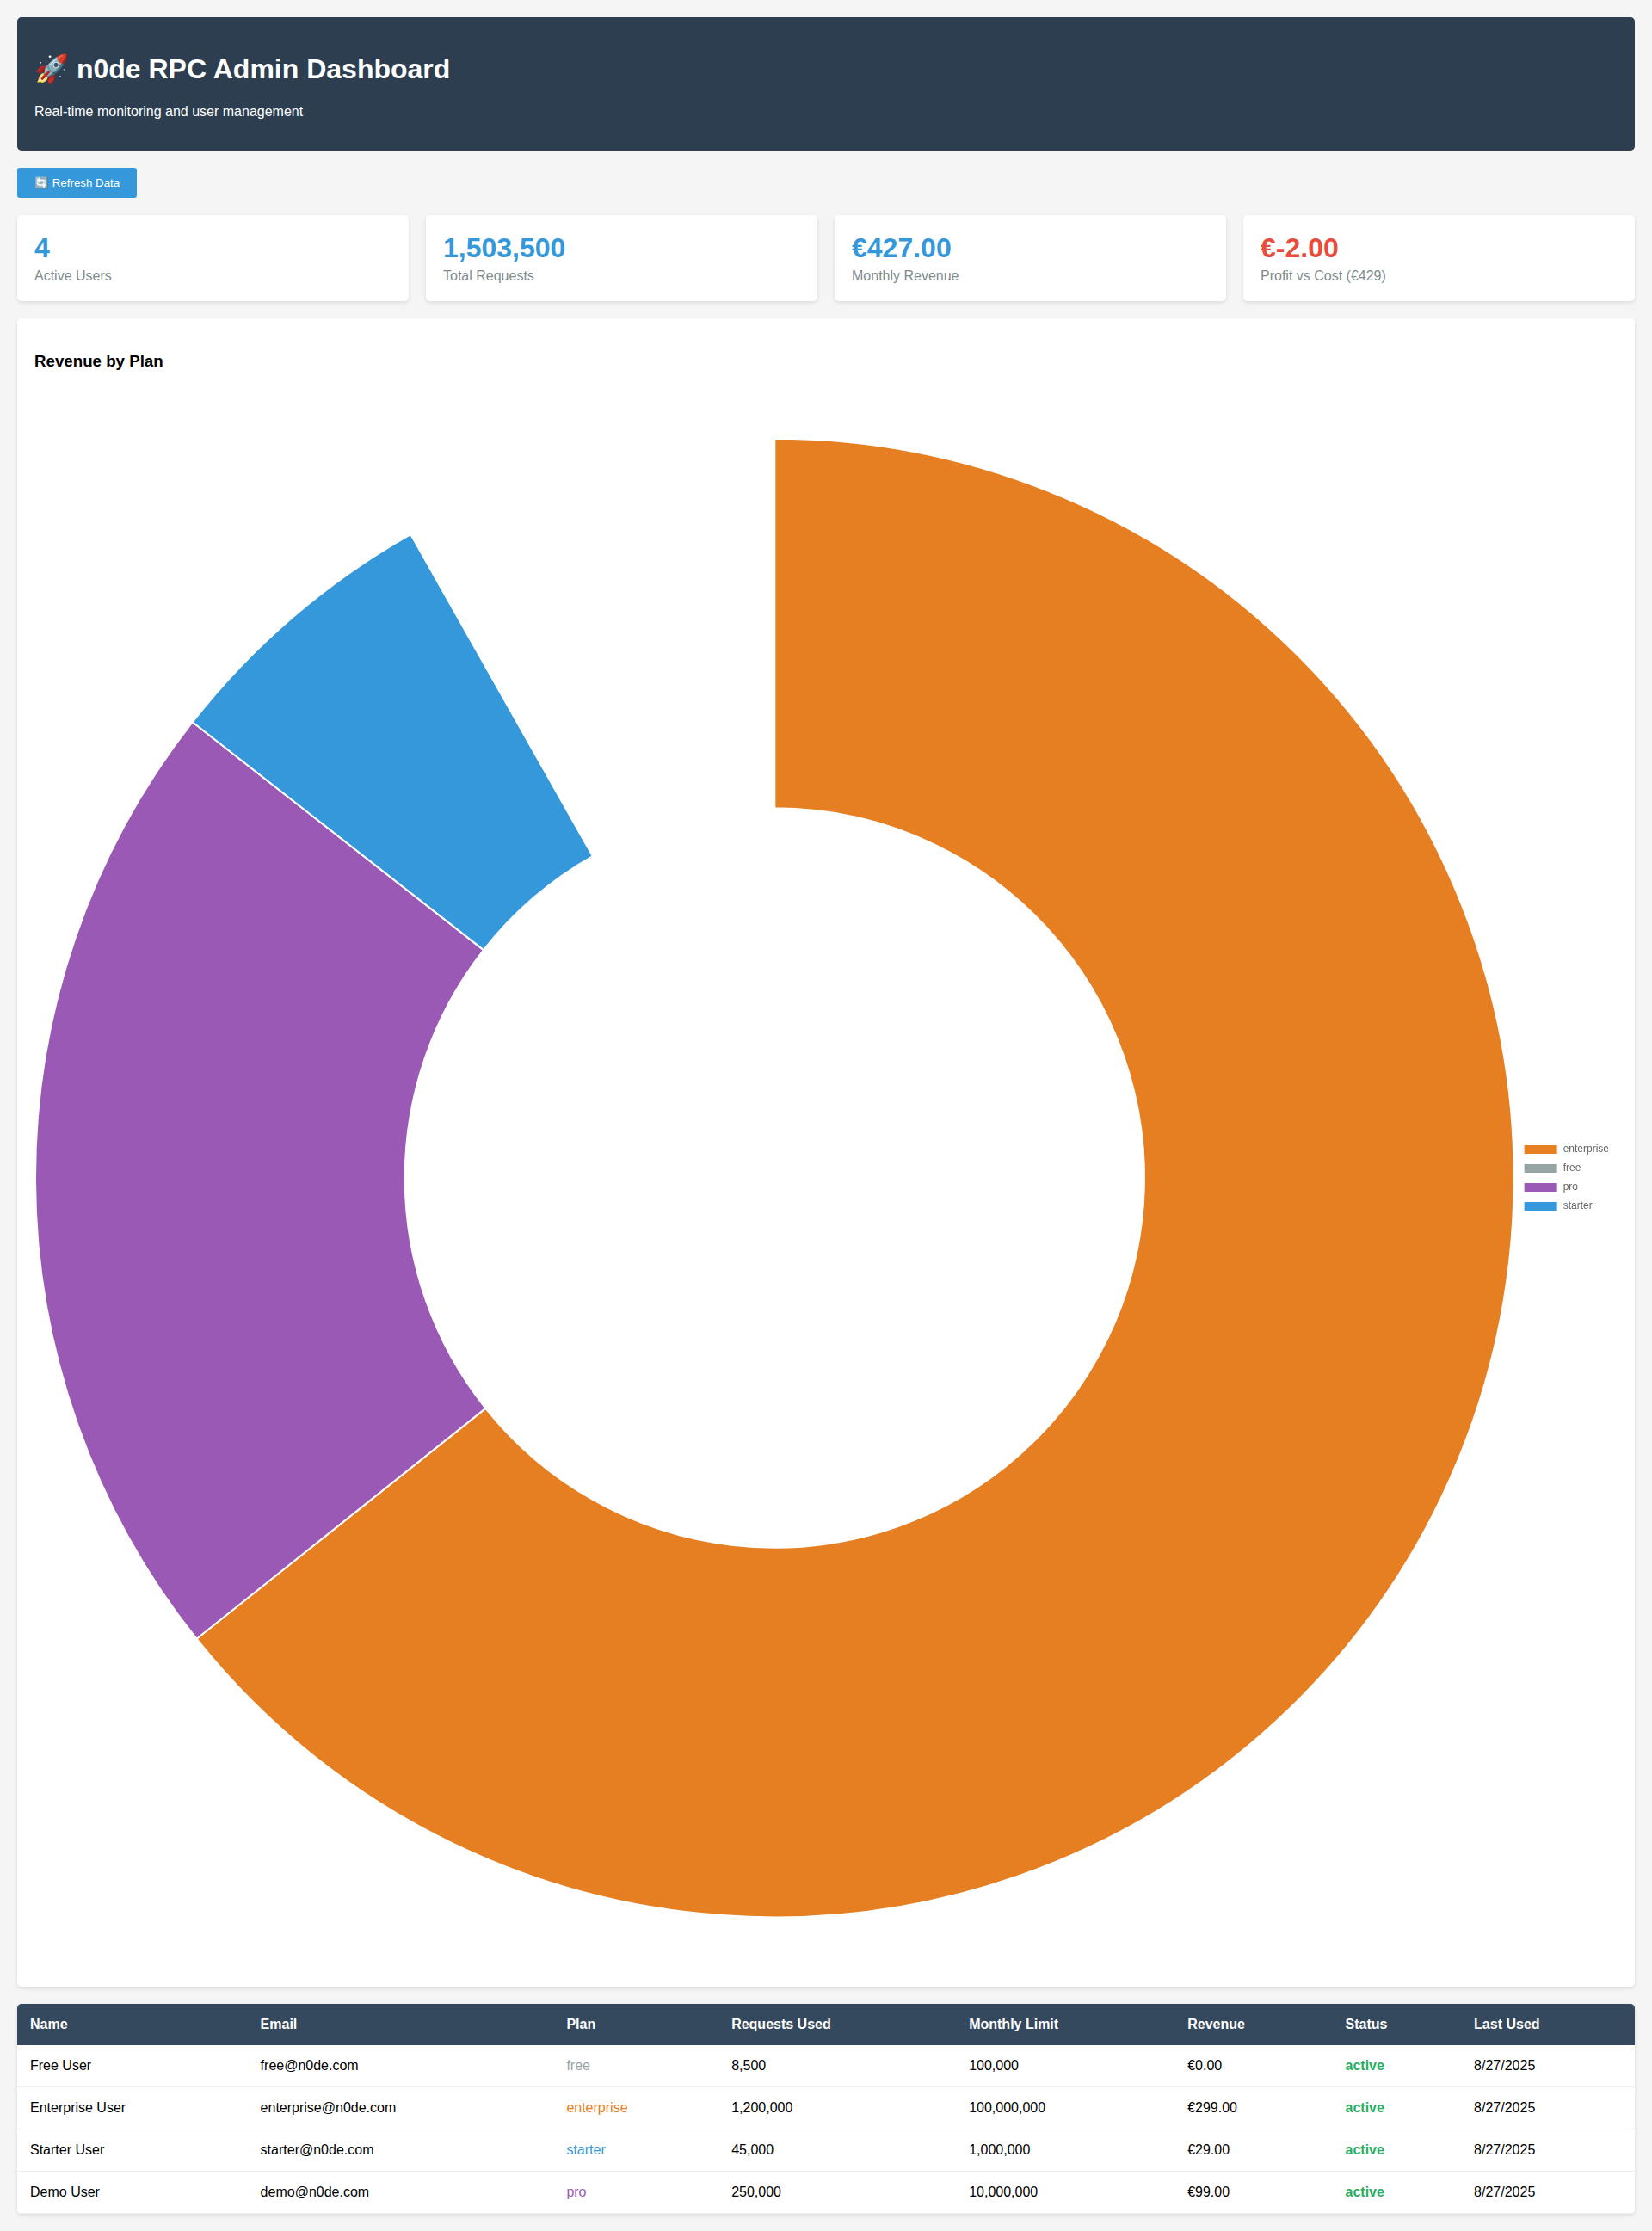 🚀 n0de RPC Admin Dashboard
Real-time monitoring and user management
🔄 Refresh Data
4
Active Users
1,503,500
Total Requests
€427.00
Monthly Revenue
€-2.00
Profit vs Cost (€429)
Revenue by Plan
enterprise
free
pro
starter
Name Email Plan Requests Used Monthly Limit Revenue Status Last Used
Free User free@n0de.com free 8,500 100,000 €0.00 active 8/27/2025
Enterprise User enterprise@n0de.com enterprise 1,200,000 100,000,000 €299.00 active 8/27/2025
Starter User starter@n0de.com starter 45,000 1,000,000 €29.00 active 8/27/2025
Demo User demo@n0de.com pro 250,000 10,000,000 €99.00 active 8/27/2025